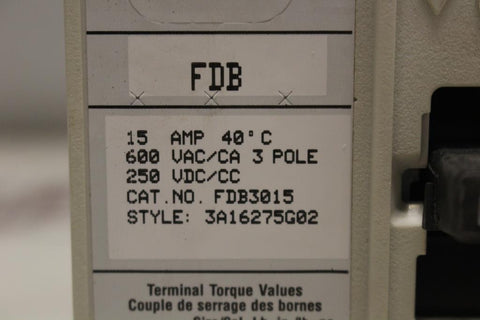 FDB
15 AMP 40°C
600 VAC/CA 3 POLE
250 VDC/CC
CAT.NO. FDB3015
STYLE: 3A16275G02
Terminal Torque Values
Couple de serrage des bornes